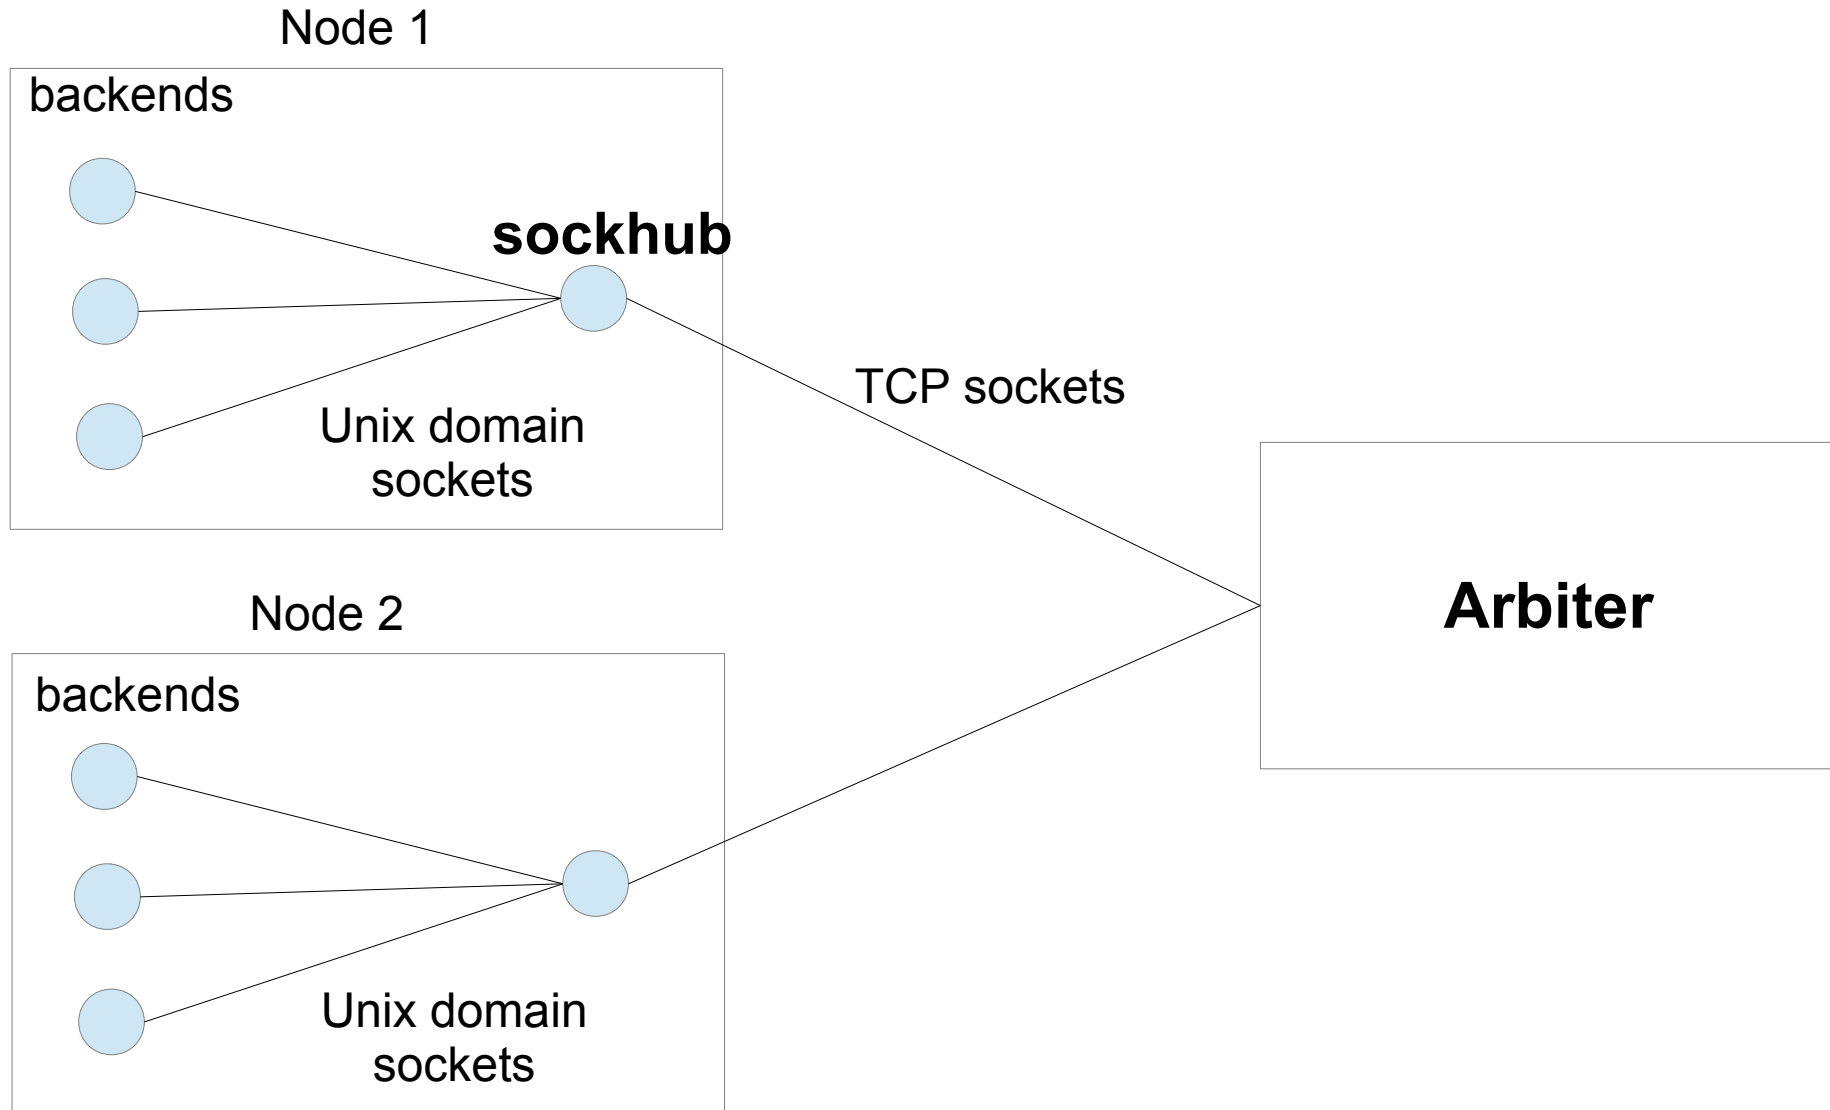 Node 1
backends
sockhub
Unix domain
sockets
TCP sockets
Arbiter
Node 2
backends
Unix domain
sockets